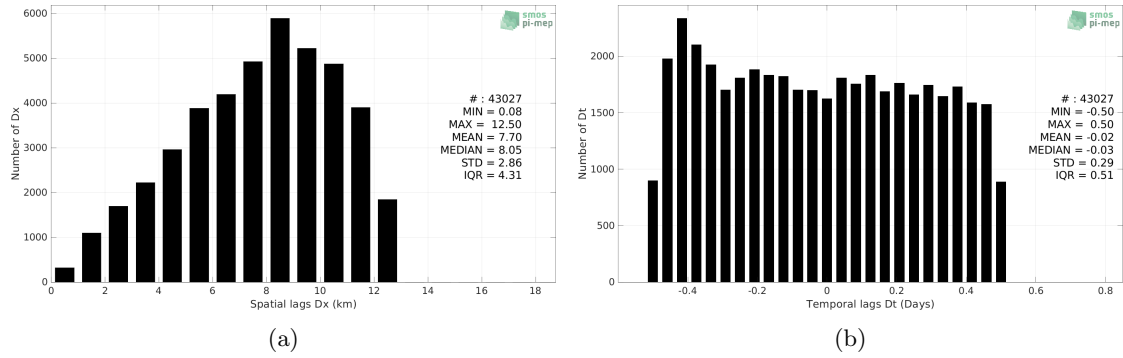 smos
pi-mep
6000
5000
4000
3000
2000
1000
0
Number of Dx
# : 43027
MIN = 0.08
MAX = 12.50
MEAN = 7.70
MEDIAN = 8.05
STD = 2.86
IQR = 4.31
0 2 4 6 8 10 12 14 16 18
Spatial lags Dx (km)
(a)
smos
pi-mep
2000
1500
1000
500
0
Number of Dt
# : 43027
MIN = -0.50
MAX = 0.50
MEAN = -0.02
MEDIAN = -0.03
STD = 0.29
IQR = 0.51
-0.4 -0.2 0 0.2 0.4 0.6 0.8
Temporal lags Dt (Days)
(b)